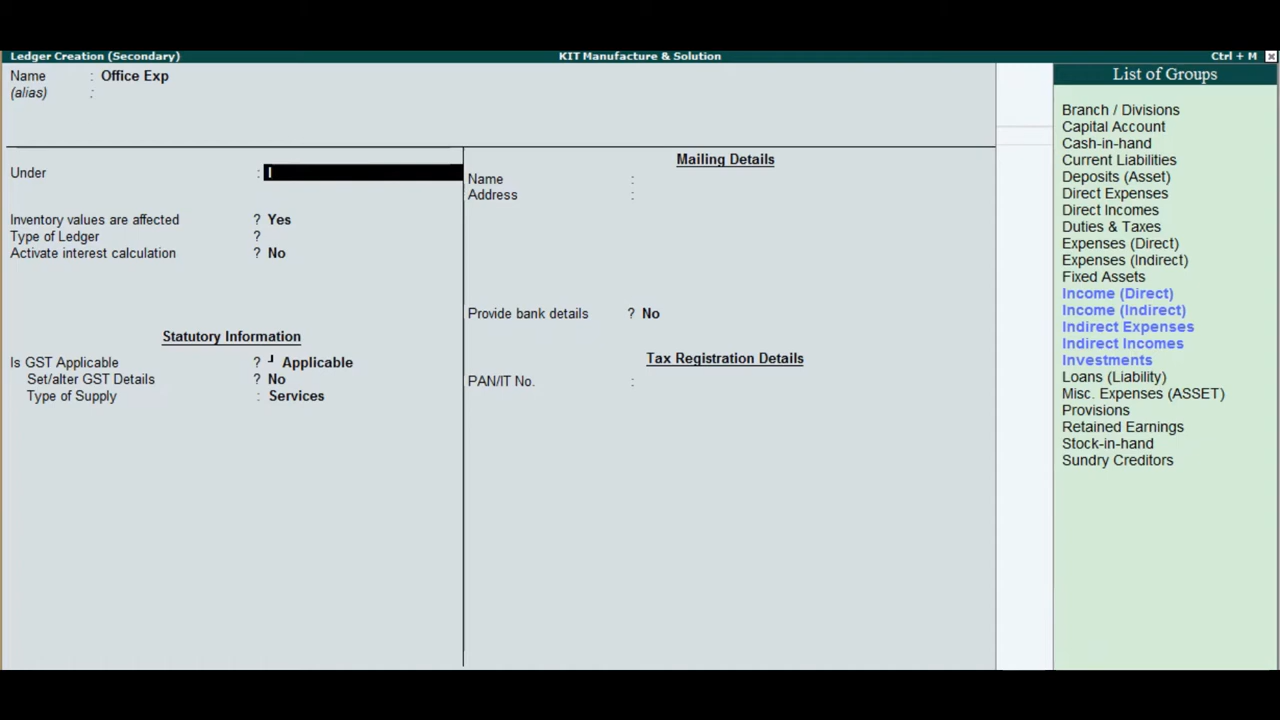 Ledger Creation (Secondary) KIT Manufacture & Solution Ctrl + M
Name : Office Exp
(alias) :
Under : I
Inventory values are affected ? Yes
Type of Ledger ?
Activate interest calculation ? No
Statutory Information
Is GST Applicable ? ┘ Applicable
Set/alter GST Details ? No
Type of Supply : Services
Mailing Details
Name :
Address :
Provide bank details ? No
Tax Registration Details
PAN/IT No. :
List of Groups
Branch / Divisions
Capital Account
Cash-in-hand
Current Liabilities
Deposits (Asset)
Direct Expenses
Direct Incomes
Duties & Taxes
Expenses (Direct)
Expenses (Indirect)
Fixed Assets
Income (Direct)
Income (Indirect)
Indirect Expenses
Indirect Incomes
Investments
Loans (Liability)
Misc. Expenses (ASSET)
Provisions
Retained Earnings
Stock-in-hand
Sundry Creditors